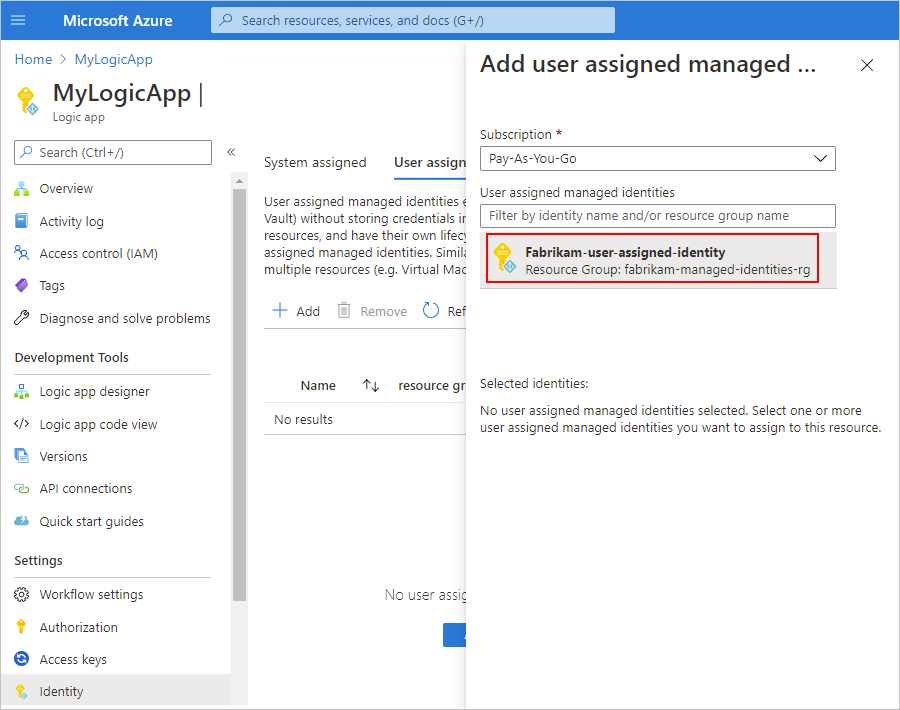 Microsoft Azure
Search resources, services, and docs (G+/)
Home > MyLogicApp
MyLogicApp |
Logic app
Search (Ctrl+/)
«
Overview
Activity log
Access control (IAM)
Tags
Diagnose and solve problems
Development Tools
Logic app designer
Logic app code view
Versions
API connections
Quick start guides
Settings
Workflow settings
Authorization
Access keys
Identity
System assigned
User assign
User assigned managed identities e
Vault) without storing credentials in
resources, and have their own lifecy
assigned managed identities. Simila
multiple resources (e.g. Virtual Mac
Add
Remove
Ref
Name
resource gr
No results
No user assig
Add user assigned managed ...
Subscription *
Pay-As-You-Go
User assigned managed identities
Filter by identity name and/or resource group name
Fabrikam-user-assigned-identity
Resource Group: fabrikam-managed-identities-rg
Selected identities:
No user assigned managed identities selected. Select one or more
user assigned managed identities you want to assign to this resource.